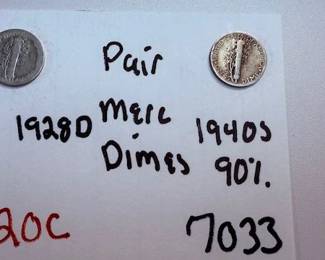 Pair
1928D Merc 1940s
Dimes 90%.
20C 7033